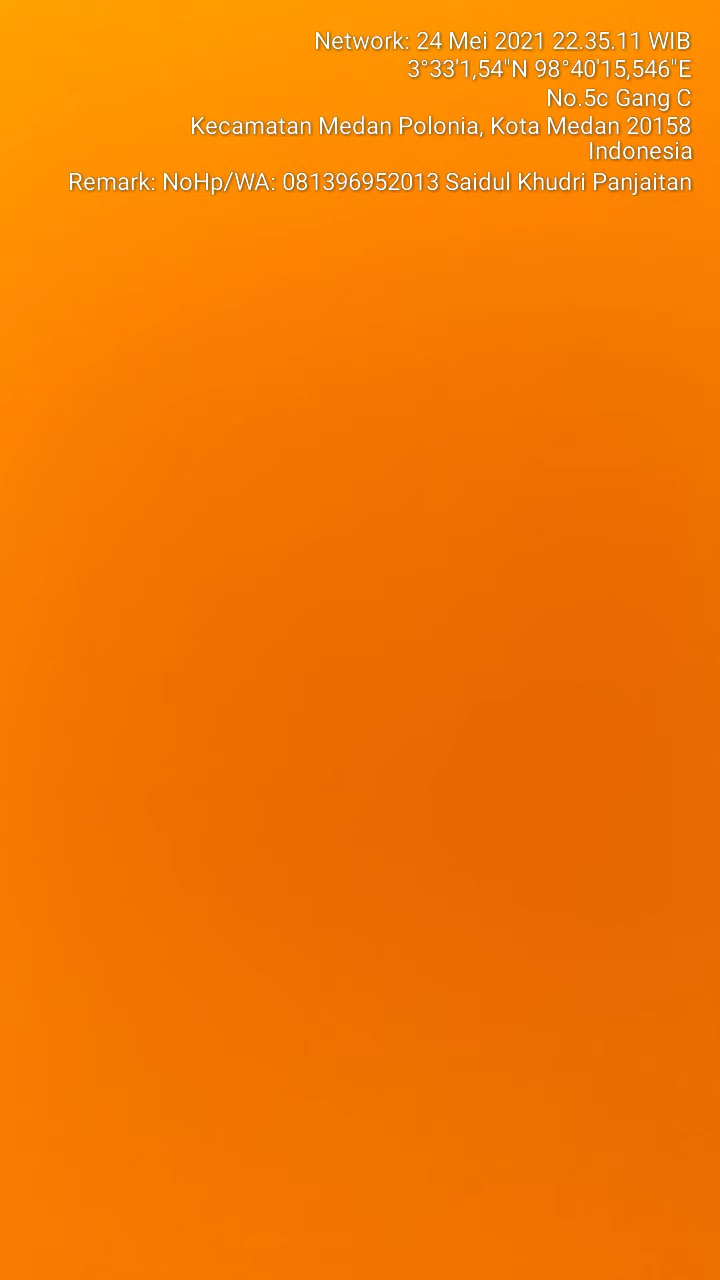 Network: 24 Mei 2021 22.35.11 WIB
3°33'1,54"N 98°40'15,546"E
No.5c Gang C
Kecamatan Medan Polonia, Kota Medan 20158
Indonesia
Remark: NoHp/WA: 081396952013 Saidul Khudri Panjaitan